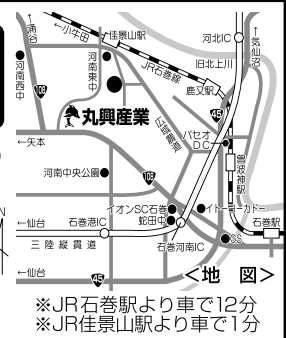 ←涌谷
←小牛田
佳景山駅
河北IC
→気仙沼
旧北上川
河南西中
河南東中
JR石巻線
鹿又駅
108
45
丸興産業
広域農道
パセオ
DC
←矢本
曽波神駅
河南中央公園
108
イオンSC石巻
イトーヨーカドー
蛇田中
←仙台
石巻港IC
石巻駅
三陸縦貫道
石巻河南IC
GS
←仙台
45
<地 図>
※JR石巻駅より車で12分
※JR佳景山駅より車で1分